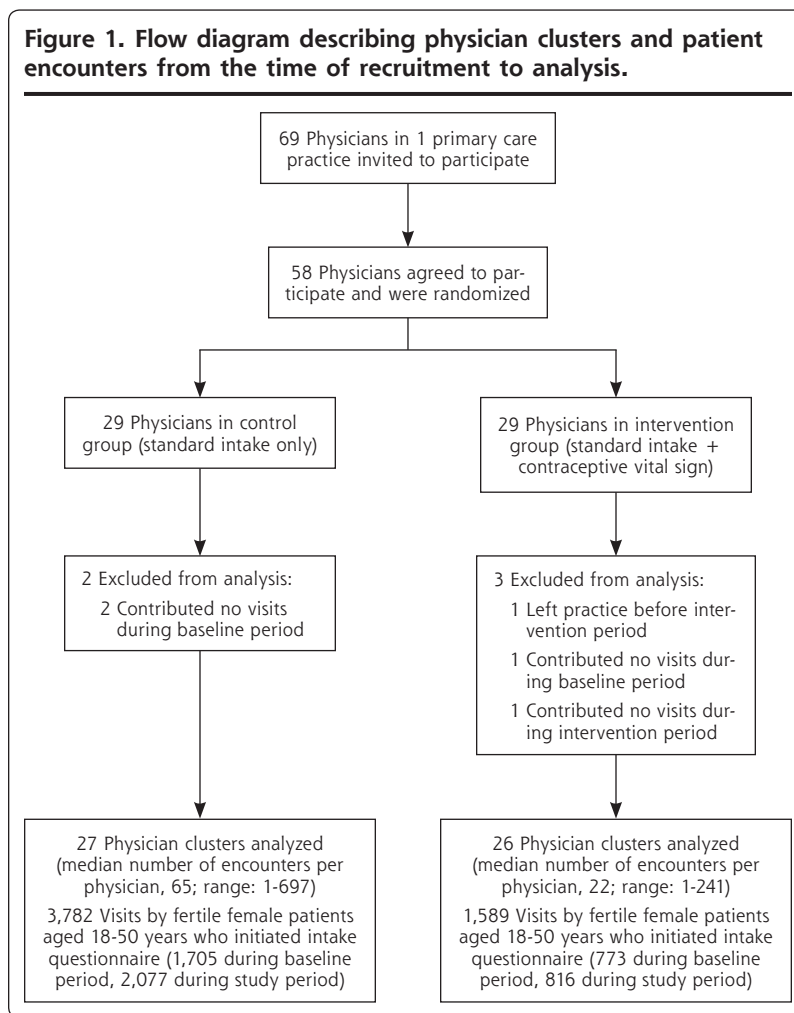 Figure 1. Flow diagram describing physician clusters and patient
encounters from the time of recruitment to analysis.
69 Physicians in 1 primary care
practice invited to participate
58 Physicians agreed to par-
ticipate and were randomized
29 Physicians in control
group (standard intake only)
29 Physicians in intervention
group (standard intake +
contraceptive vital sign)
2 Excluded from analysis:
2 Contributed no visits
during baseline period
3 Excluded from analysis:
1 Left practice before inter-
vention period
1 Contributed no visits dur-
ing baseline period
1 Contributed no visits dur-
ing intervention period
27 Physician clusters analyzed
(median number of encounters per
physician, 65; range: 1-697)
3,782 Visits by fertile female patients
aged 18-50 years who initiated intake
questionnaire (1,705 during baseline
period, 2,077 during study period)
26 Physician clusters analyzed
(median number of encounters per
physician, 22; range: 1-241)
1,589 Visits by fertile female patients
aged 18-50 years who initiated intake
questionnaire (773 during baseline
period, 816 during study period)